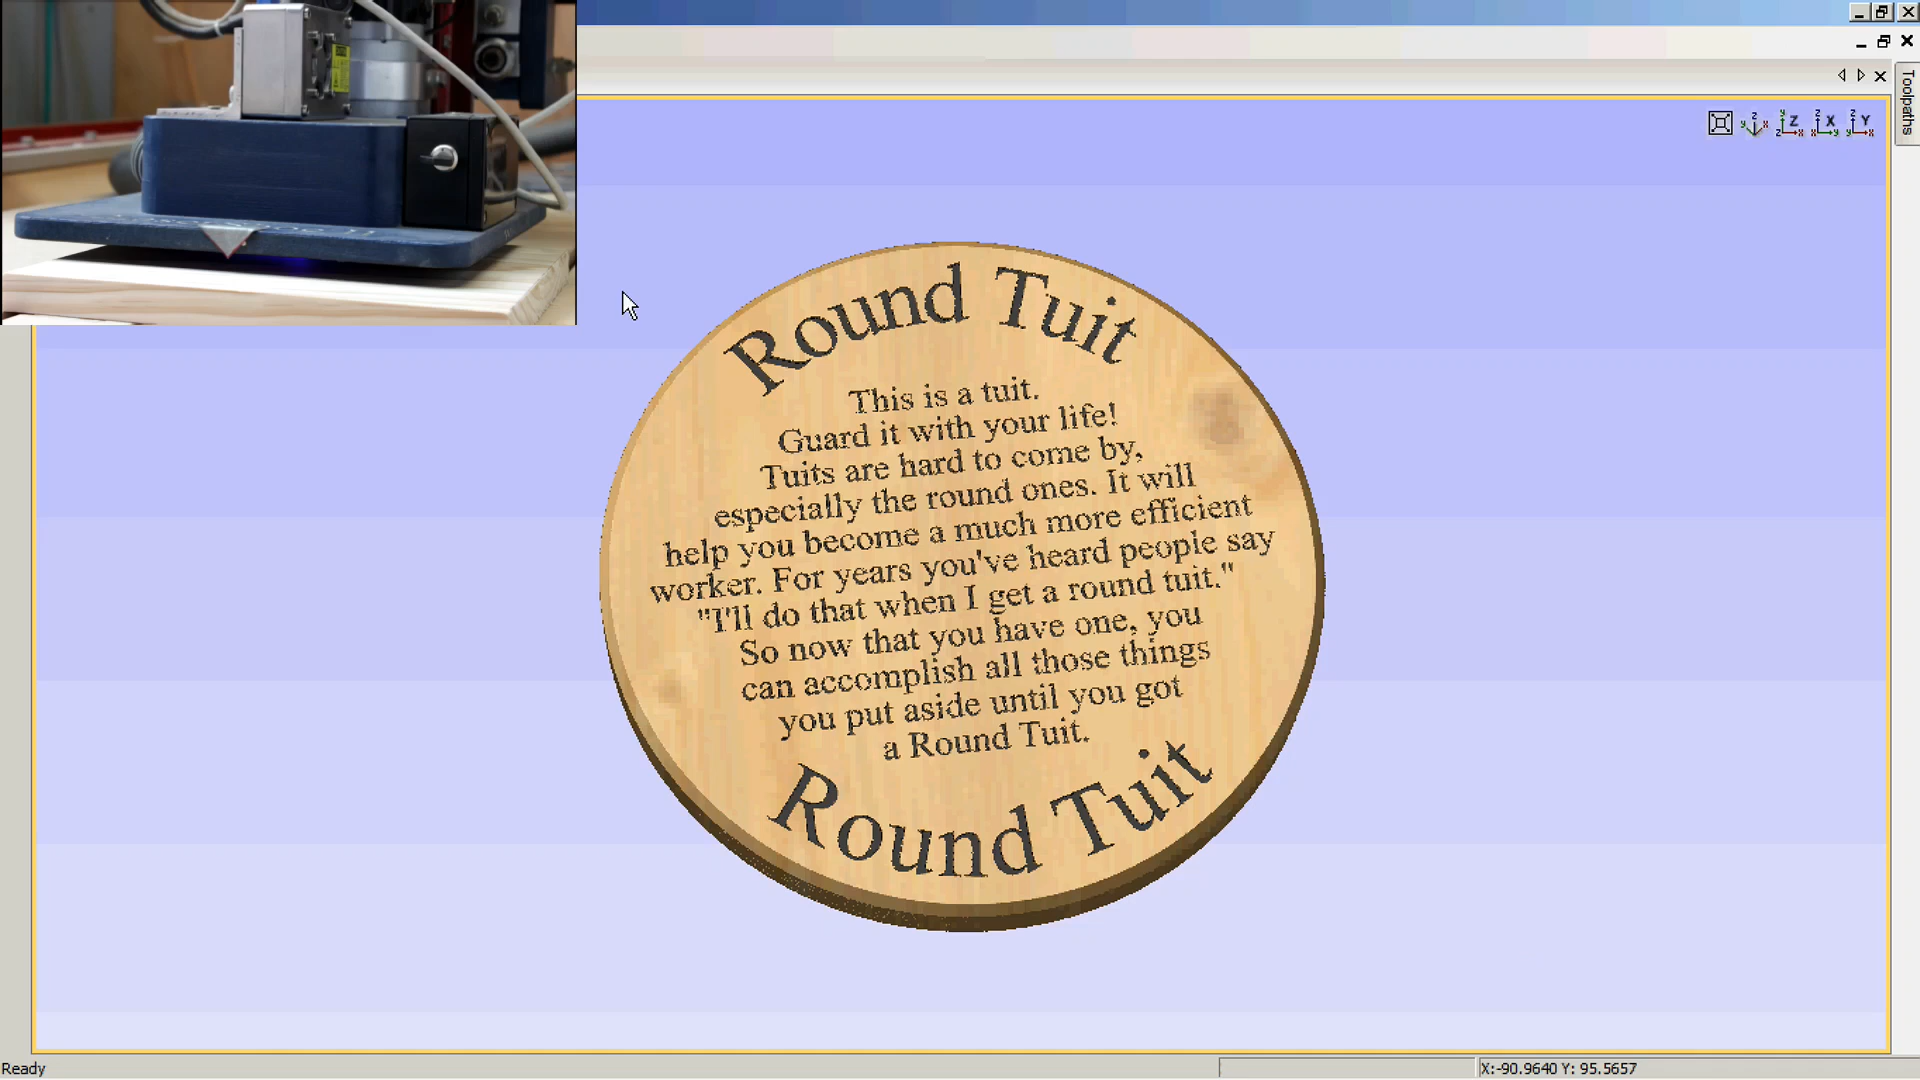 Toolpaths
Round Tuit
This is a tuit.
Guard it with your life!
Tuits are hard to come by,
especially the round ones. It will
help you become a much more efficient
worker. For years you've heard people say
"I'll do that when I get a round tuit."
So now that you have one, you
can accomplish all those things
you put aside until you got
a Round Tuit.
Round Tuit
Ready
X:-90.9640 Y: 95.5657